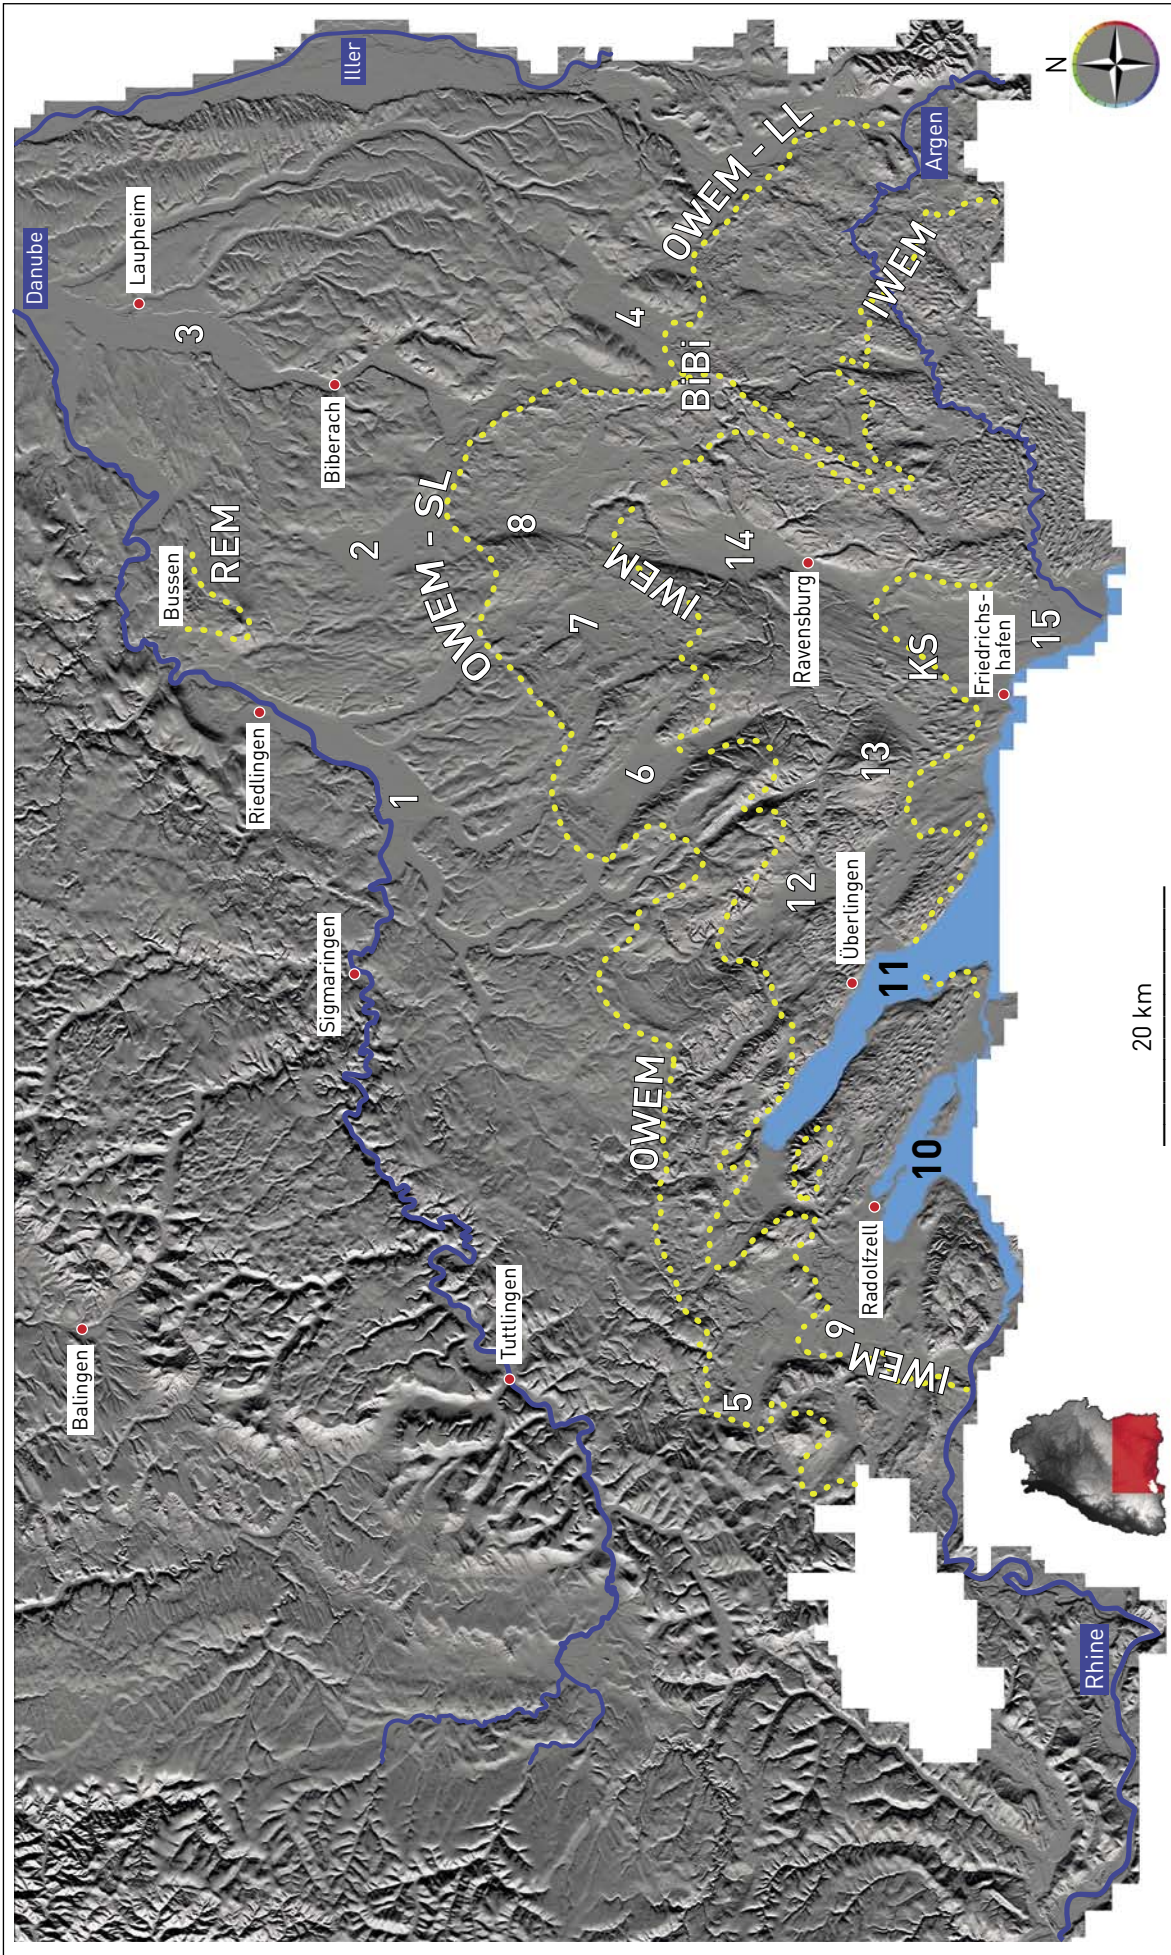 Balingen
Tuttlingen
Sigmaringen
Riedlingen
Bussen
REM
Biberach
Laupheim
Danube
Iller
1
2
3
4
OWEM - SL
OWEM - LL
BiBi
OWEM
5
6
7
8
IWEM
IWEM
IWEM
9
10
11
12
13
14
15
KS
Radolfzell
Überlingen
Ravensburg
Friedrichs-
hafen
Argen
Rhine
20 km
N